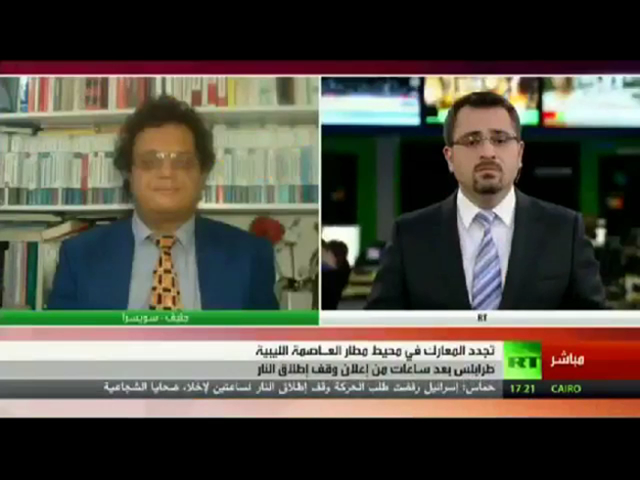 جنيف - سويسرا
RT
تجدد المعارك في محيط مطار العاصمة الليبية
طرابلس بعد ساعات من إعلان وقف إطلاق النار
RT
مباشر
حماس: إسرائيل رفضت طلب الحركة وقف إطلاق النار لساعتين لإخلاء ضحايا الشجاعية
17:21 CAIRO